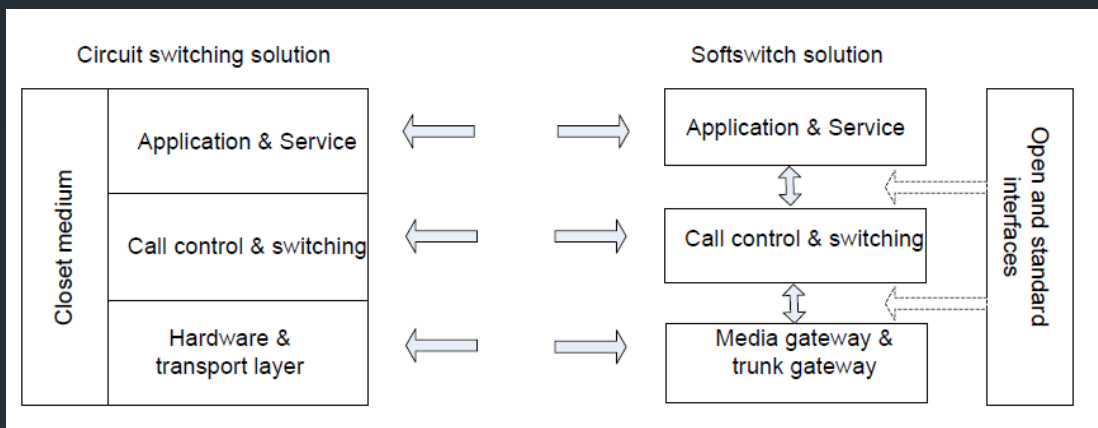 Circuit switching solution
Softswitch solution
Closet medium
Application & Service
Call control & switching
Hardware &
transport layer
Application & Service
Call control & switching
Media gateway &
trunk gateway
Open and standard
interfaces